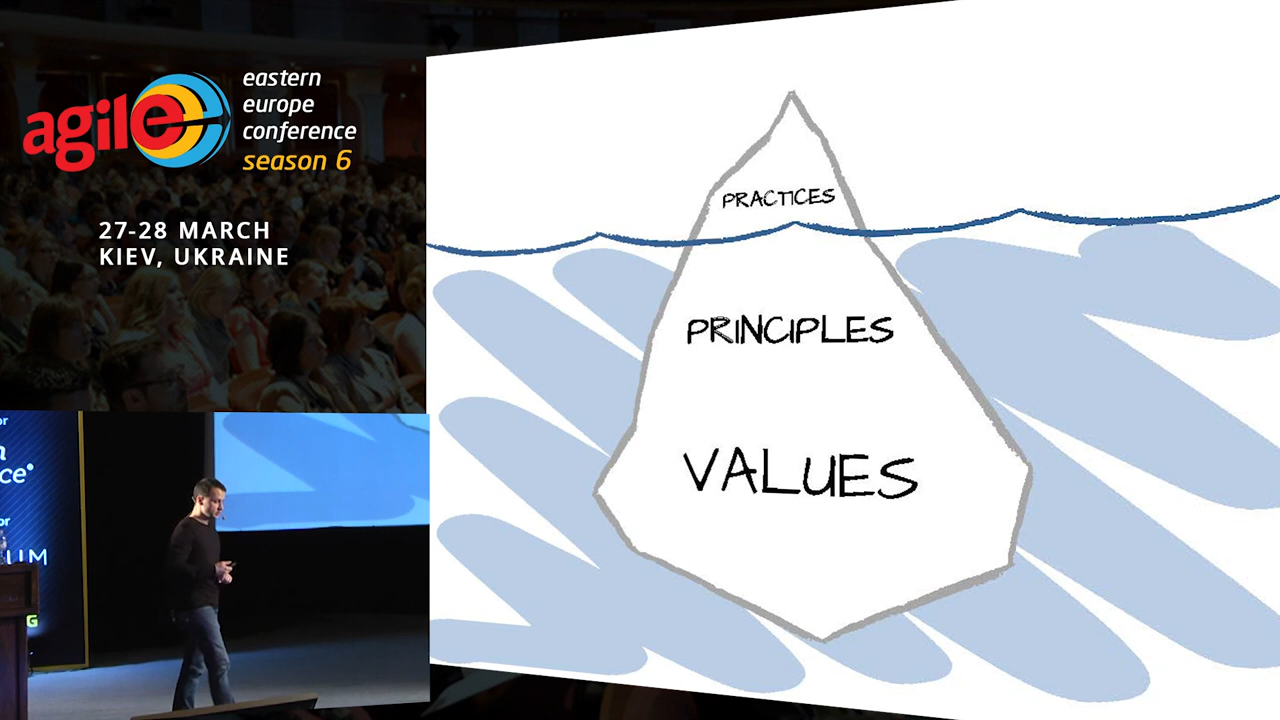 agile
eastern
europe
conference
season 6
27-28 MARCH
KIEV, UKRAINE
PRACTICES
PRINCIPLES
VALUES